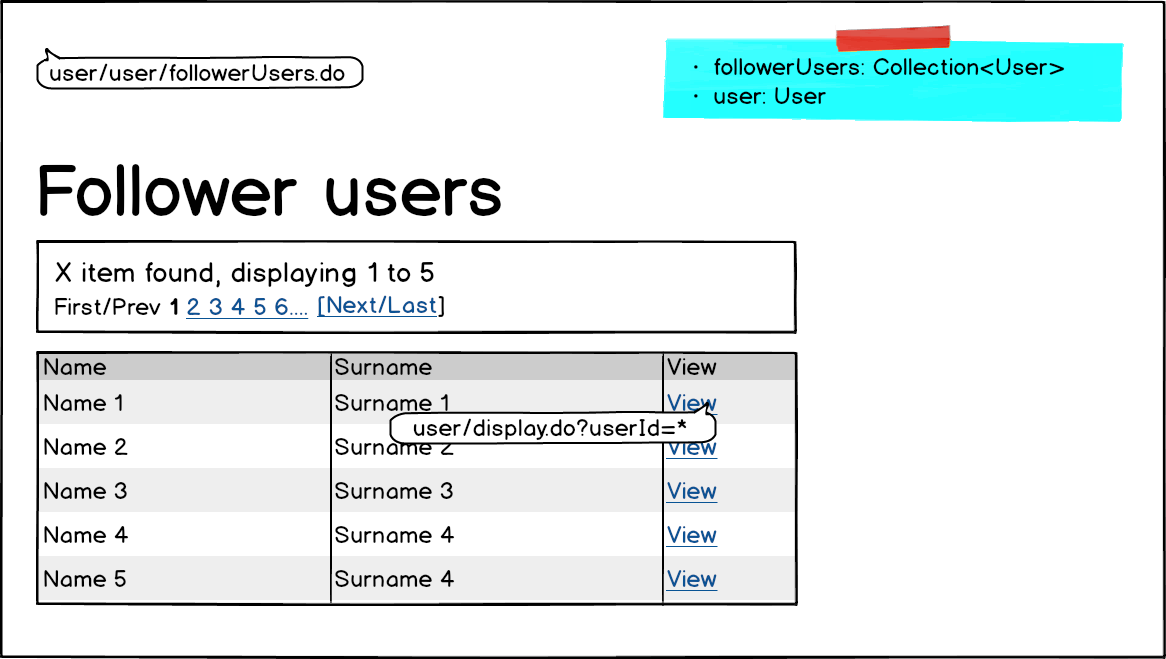 user/user/followerUsers.do
· followerUsers: Collection<User>
· user: User
Follower users
X item found, displaying 1 to 5
First/Prev 1 2 3 4 5 6.... [Next/Last]
Name Surname View
Name 1 Surname 1 View
user/display.do?userId=*
Name 2 Surname 2 View
Name 3 Surname 3 View
Name 4 Surname 4 View
Name 5 Surname 4 View